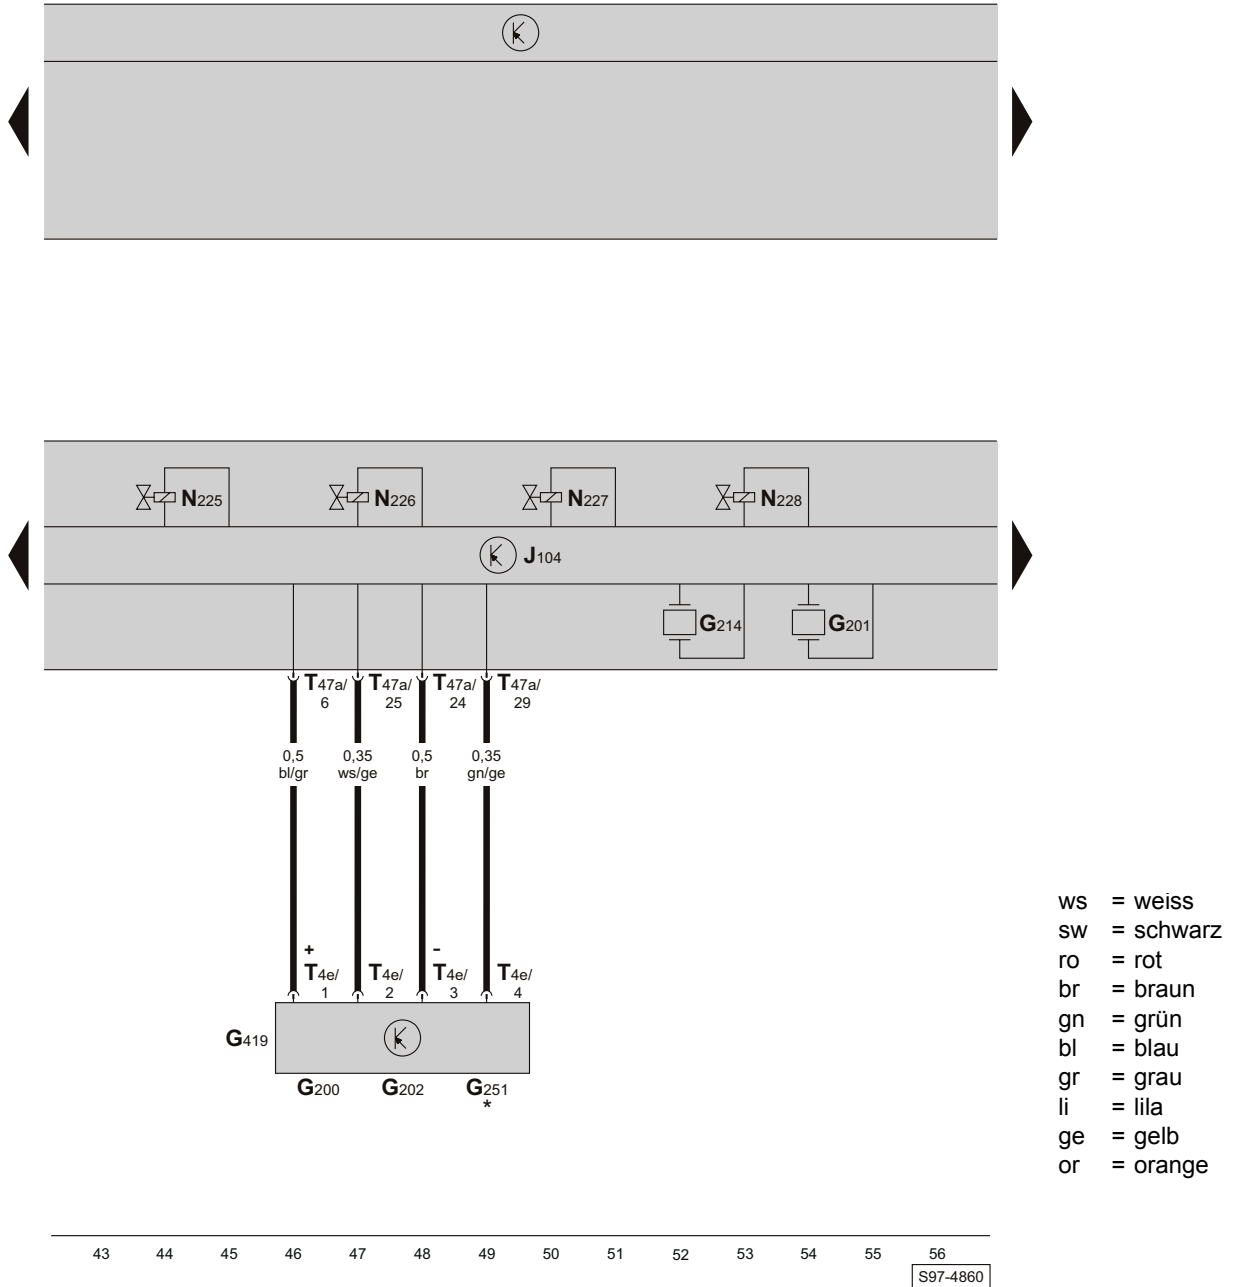 N225 N226 N227 N228
J104
G214 G201
T47a/ T47a/ T47a/ T47a/
6 25 24 29
0,5 0,35 0,5 0,35
bl/gr ws/ge br gn/ge
+ -
T4e/ T4e/ T4e/ T4e/
1 2 3 4
G419
G200 G202 G251
*
ws = weiss
sw = schwarz
ro = rot
br = braun
gn = grün
bl = blau
gr = grau
li = lila
ge = gelb
or = orange
43 44 45 46 47 48 49 50 51 52 53 54 55 56
S97-4860